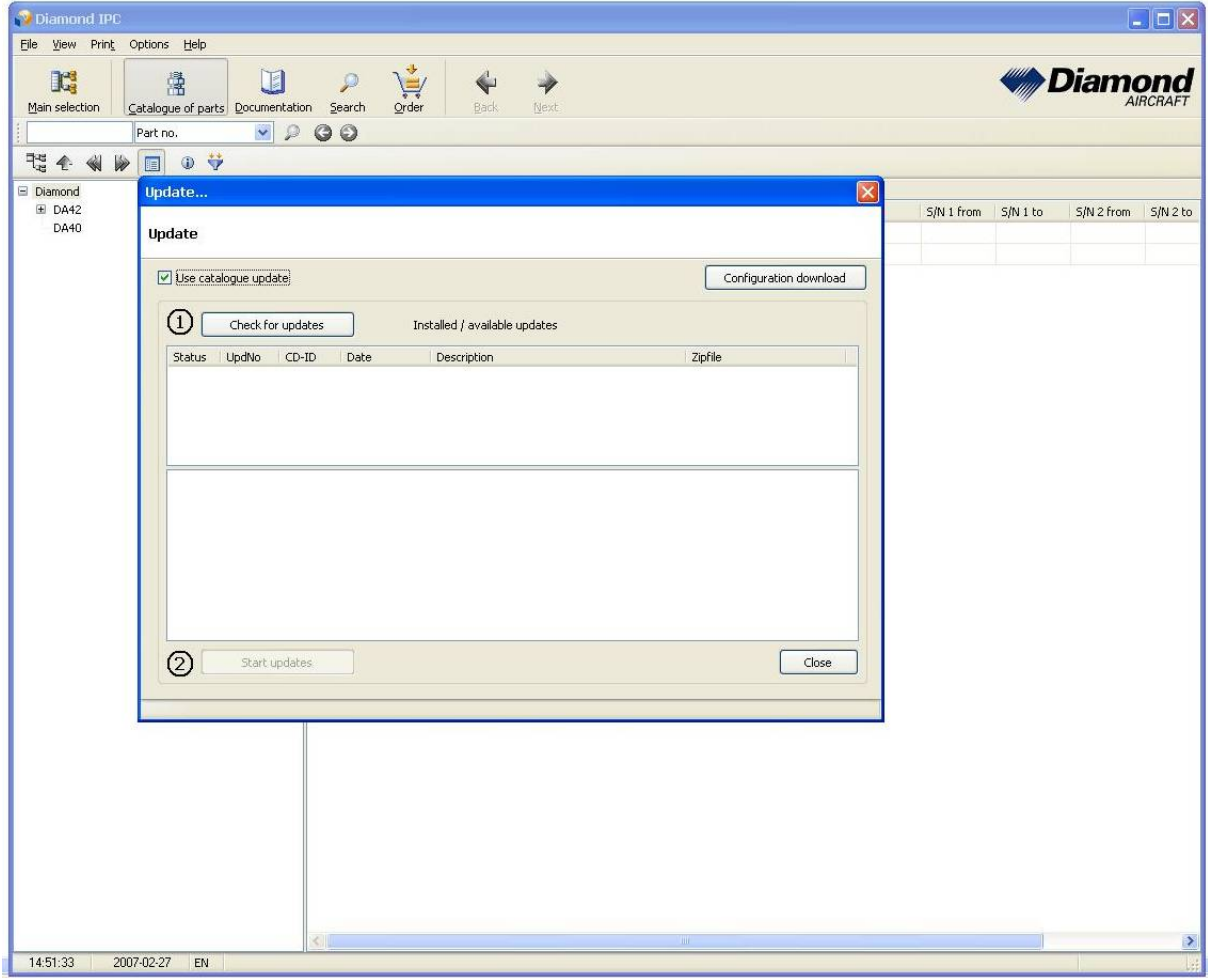 Diamond IPC
File View Print Options Help
Main selection Catalogue of parts Documentation Search Order Back Next
Diamond
AIRCRAFT
Part no.
Diamond
DA42
DA40
S/N 1 from S/N 1 to S/N 2 from S/N 2 to
Update...
Update
Use catalogue update
Configuration download
1 Check for updates Installed / available updates
Status UpdNo CD-ID Date Description Zipfile
2 Start updates Close
14:51:33 2007-02-27 EN